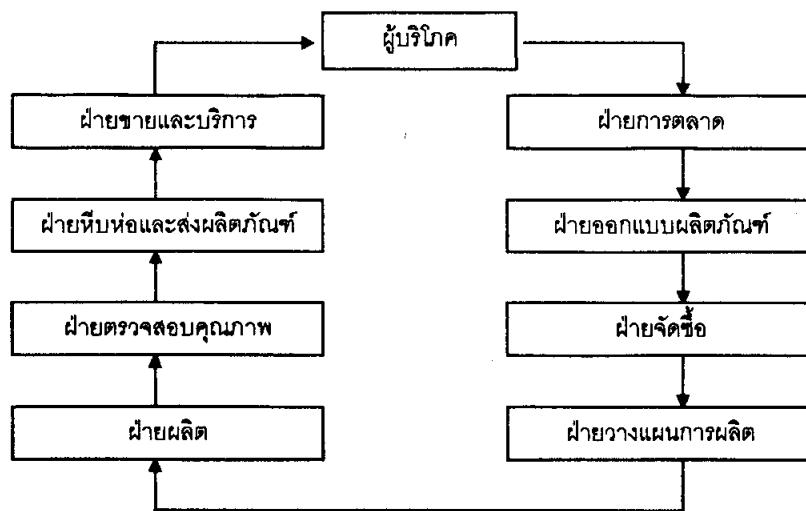 ผู้บริโภค
ฝ่ายขายและบริการ
ฝ่ายการตลาด
ฝ่ายหีบห่อและส่งผลิตภัณฑ์
ฝ่ายออกแบบผลิตภัณฑ์
ฝ่ายตรวจสอบคุณภาพ
ฝ่ายจัดซื้อ
ฝ่ายผลิต
ฝ่ายวางแผนการผลิต